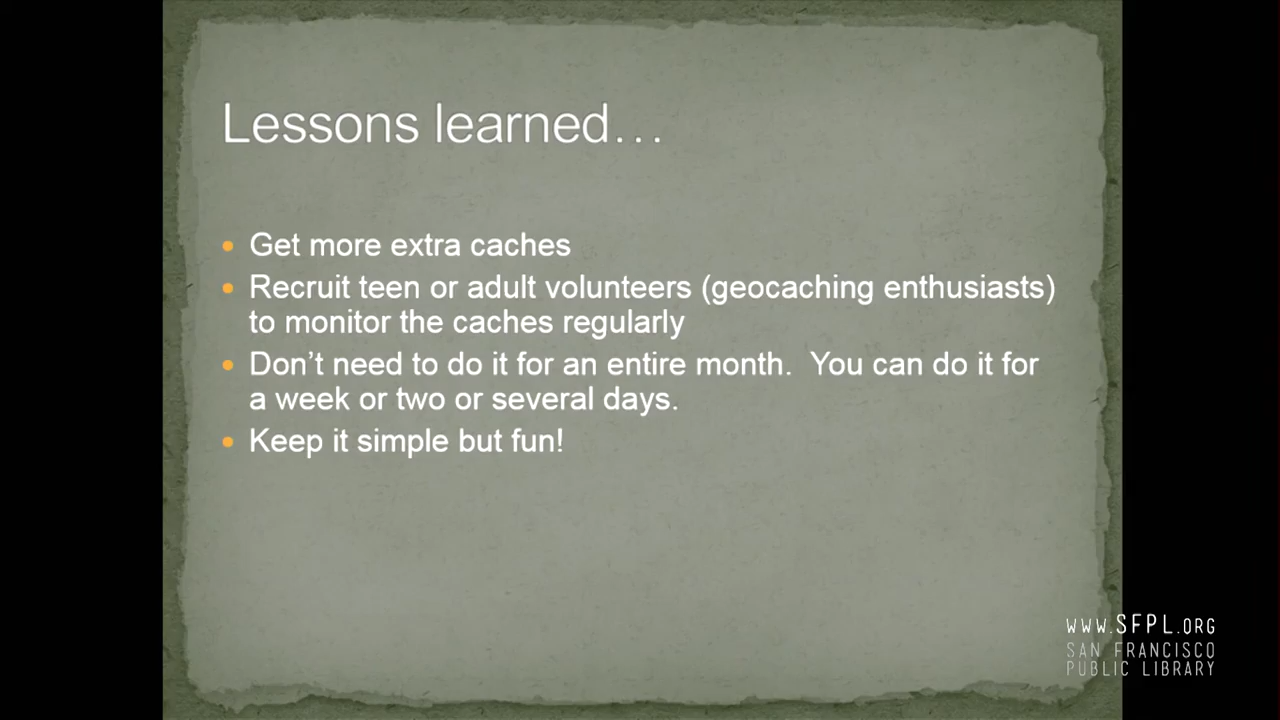 Lessons learned…
• Get more extra caches
• Recruit teen or adult volunteers (geocaching enthusiasts)
to monitor the caches regularly
• Don’t need to do it for an entire month.  You can do it for
a week or two or several days.
• Keep it simple but fun!
WWW.SFPL.ORG
SAN FRANCISCO
PUBLIC LIBRARY